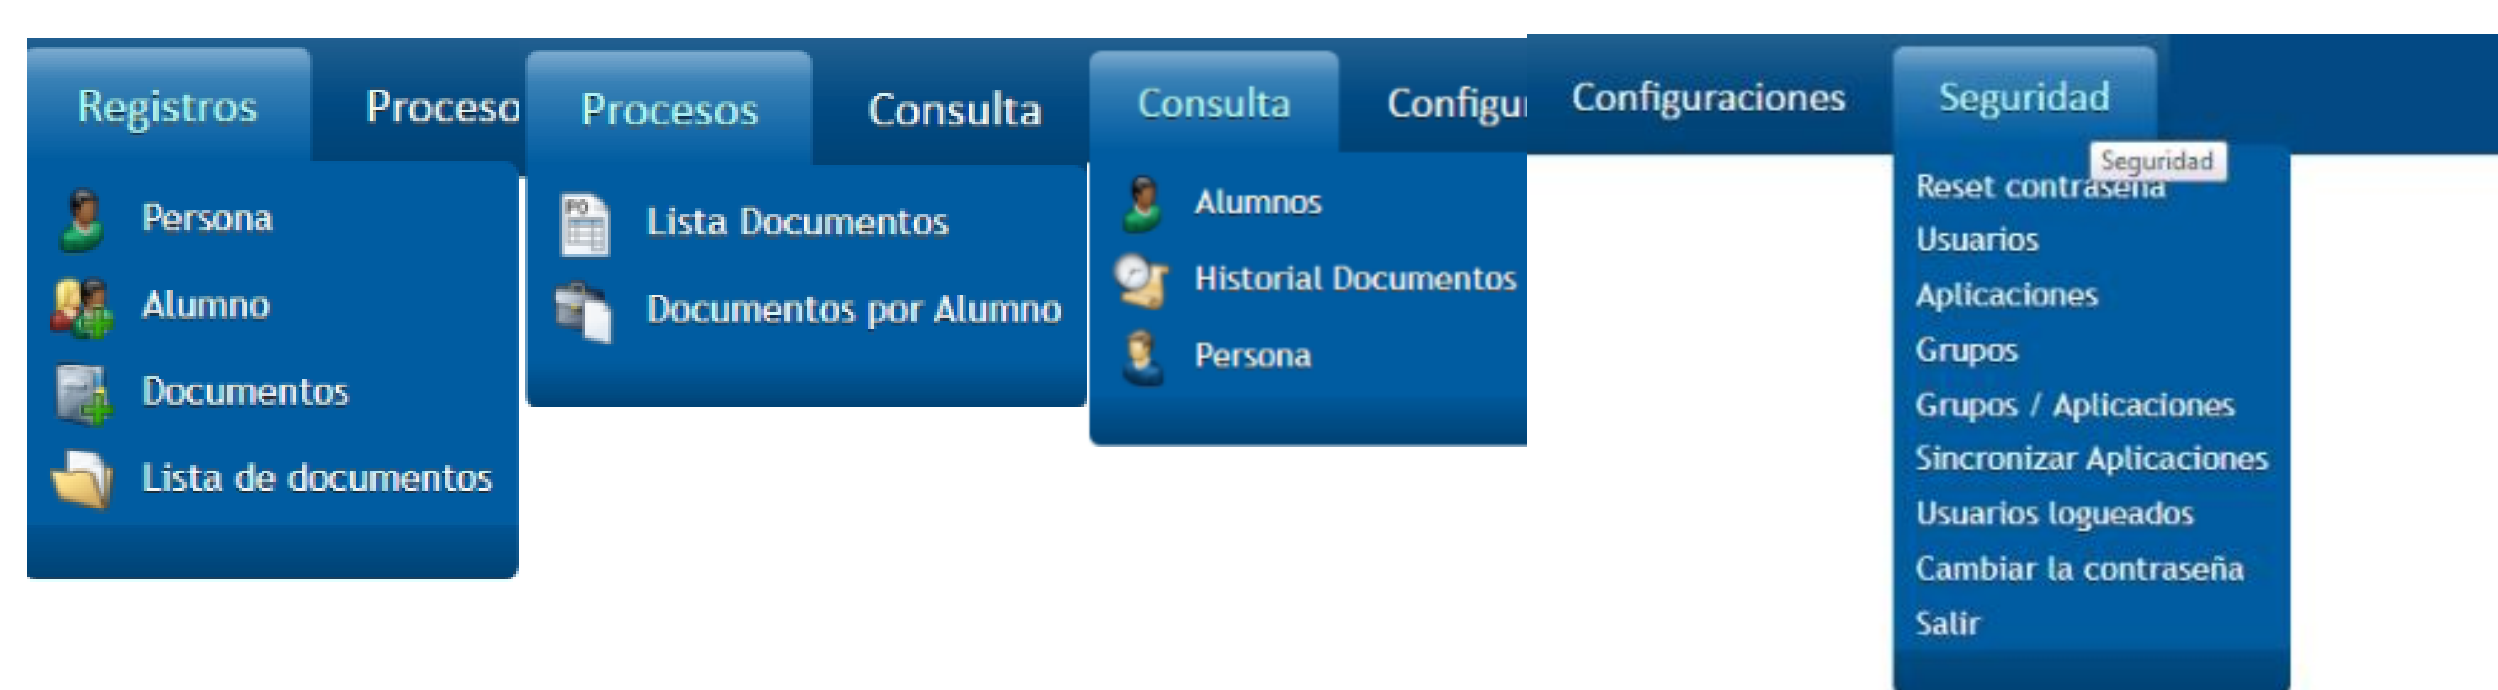 Registros
Proceso
Persona
Alumno
Documentos
Lista de documentos
Procesos
Consulta
PO
Lista Documentos
Documentos por Alumno
Consulta
Configu
Alumnos
Historial Documentos
Persona
Configuraciones
Seguridad
Seguridad
Reset contraseña
Usuarios
Aplicaciones
Grupos
Grupos / Aplicaciones
Sincronizar Aplicaciones
Usuarios logueados
Cambiar la contraseña
Salir